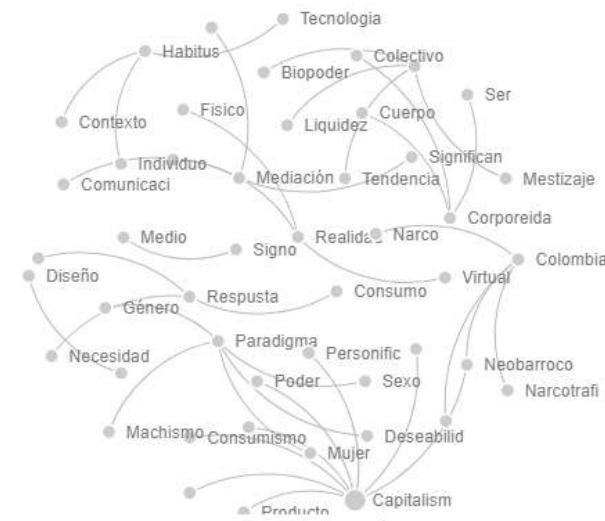 Tecnologia
Habitus
Colectivo
Biopoder
Ser
Fisico
Cuerpo
Contexto
Liquidez
Significan
Individuo
Mediación
Tendencia
Mestizaje
Comunicaci
Corporeida
Medio
Signo
Realidad
Narco
Colombia
Diseño
Virtual
Respusta
Consumo
Género
Paradigma
Personific
Necesidad
Neobarroco
Poder
Sexo
Narcotrafi
Machismo
Consumismo
Deseabilid
Mujer
Capitalism
Producto